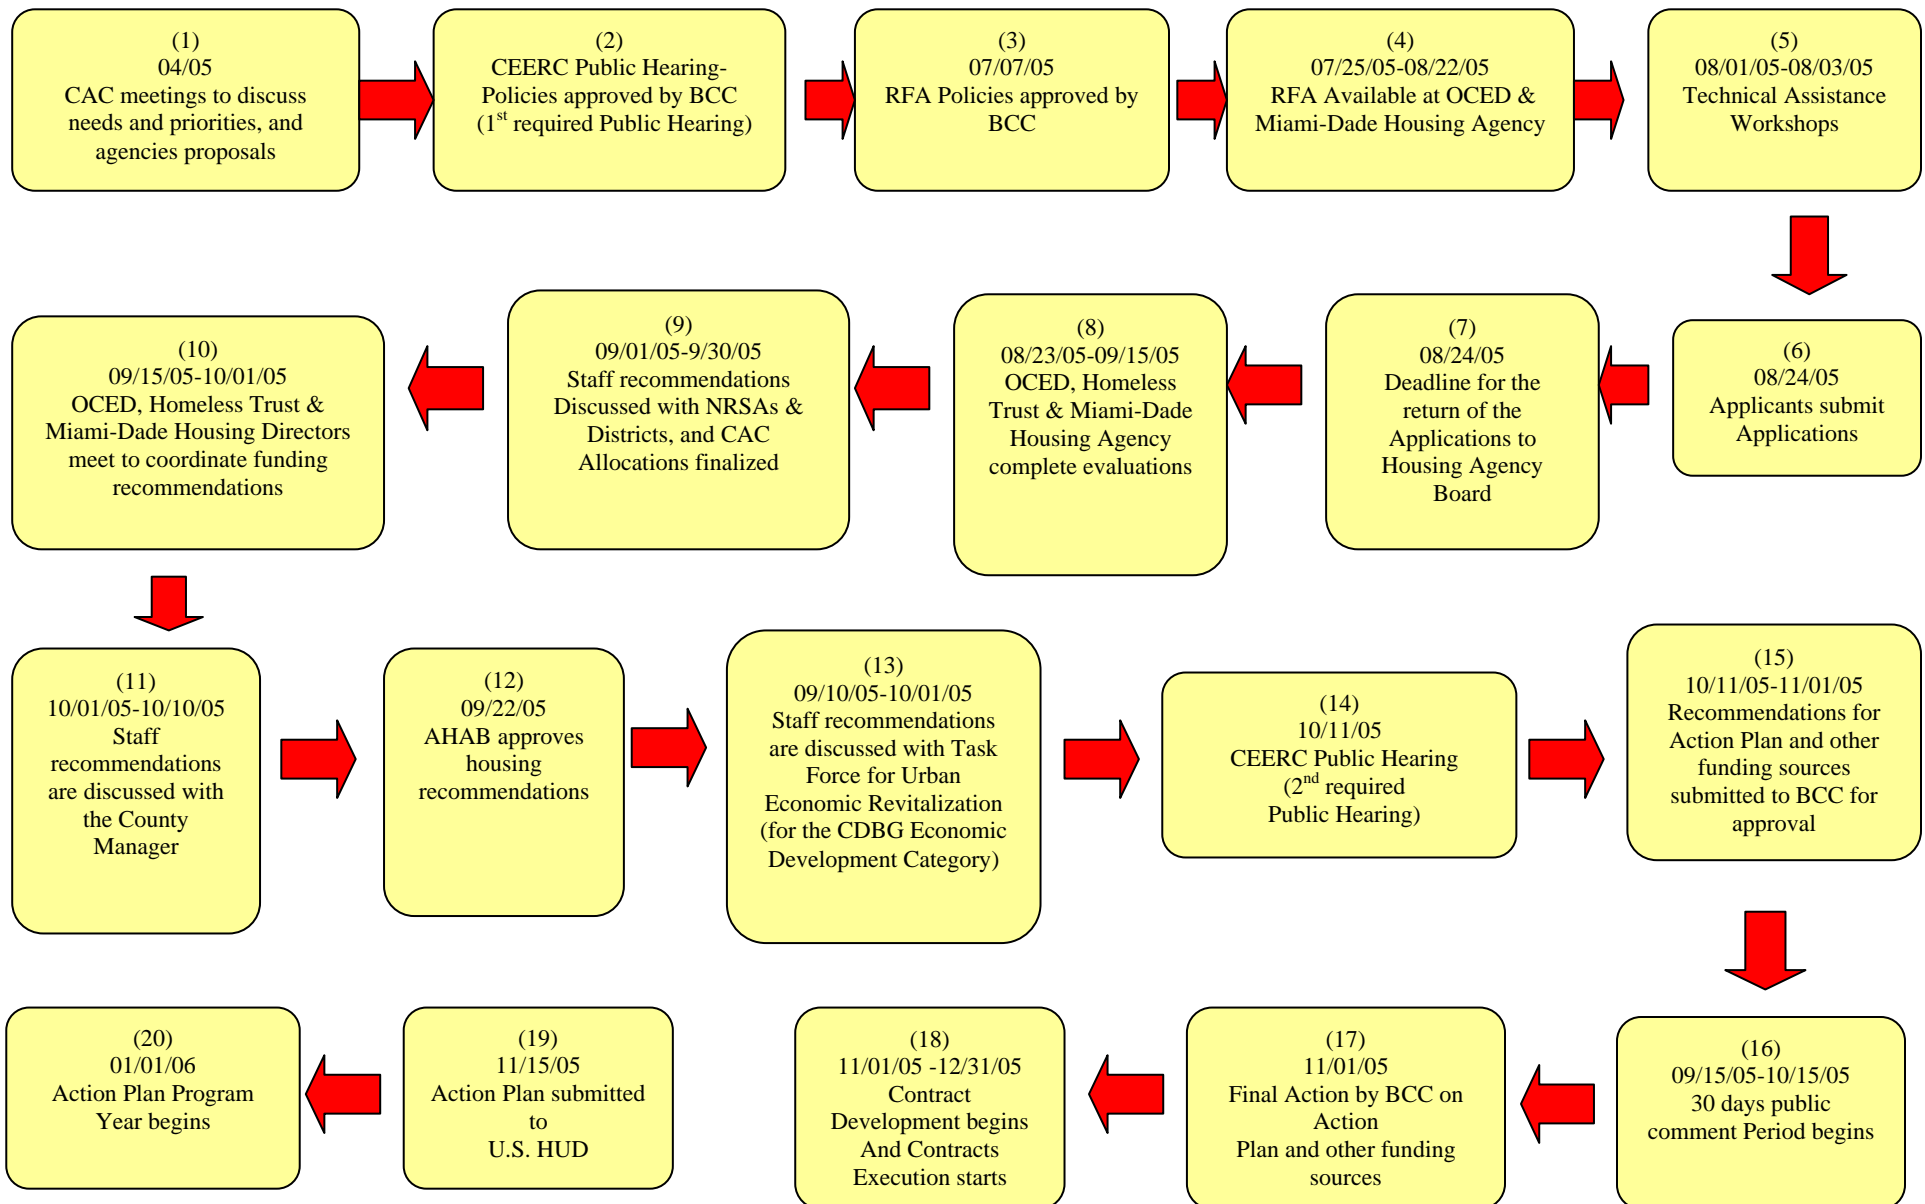 (1)
04/05
CAC meetings to discuss
needs and priorities, and
agencies proposals
(2)
CEERC Public Hearing-
Policies approved by BCC
(1st required Public Hearing)
(3)
07/07/05
RFA Policies approved by
BCC
(4)
07/25/05-08/22/05
RFA Available at OCED &
Miami-Dade Housing Agency
(5)
08/01/05-08/03/05
Technical Assistance
Workshops
(6)
08/24/05
Applicants submit
Applications
(7)
08/24/05
Deadline for the
return of the
Applications to
Housing Agency
Board
(8)
08/23/05-09/15/05
OCED, Homeless
Trust & Miami-Dade
Housing Agency
complete evaluations
(9)
09/01/05-9/30/05
Staff recommendations
Discussed with NRSAs &
Districts, and CAC
Allocations finalized
(10)
09/15/05-10/01/05
OCED, Homeless Trust &
Miami-Dade Housing Directors
meet to coordinate funding
recommendations
(11)
10/01/05-10/10/05
Staff
recommendations
are discussed with
the County
Manager
(12)
09/22/05
AHAB approves
housing
recommendations
(13)
09/10/05-10/01/05
Staff recommendations
are discussed with Task
Force for Urban
Economic Revitalization
(for the CDBG Economic
Development Category)
(14)
10/11/05
CEERC Public Hearing
(2nd required
Public Hearing)
(15)
10/11/05-11/01/05
Recommendations for
Action Plan and other
funding sources
submitted to BCC for
approval
(16)
09/15/05-10/15/05
30 days public
comment Period begins
(17)
11/01/05
Final Action by BCC on
Action
Plan and other funding
sources
(18)
11/01/05 -12/31/05
Contract
Development begins
And Contracts
Execution starts
(19)
11/15/05
Action Plan submitted
to
U.S. HUD
(20)
01/01/06
Action Plan Program
Year begins